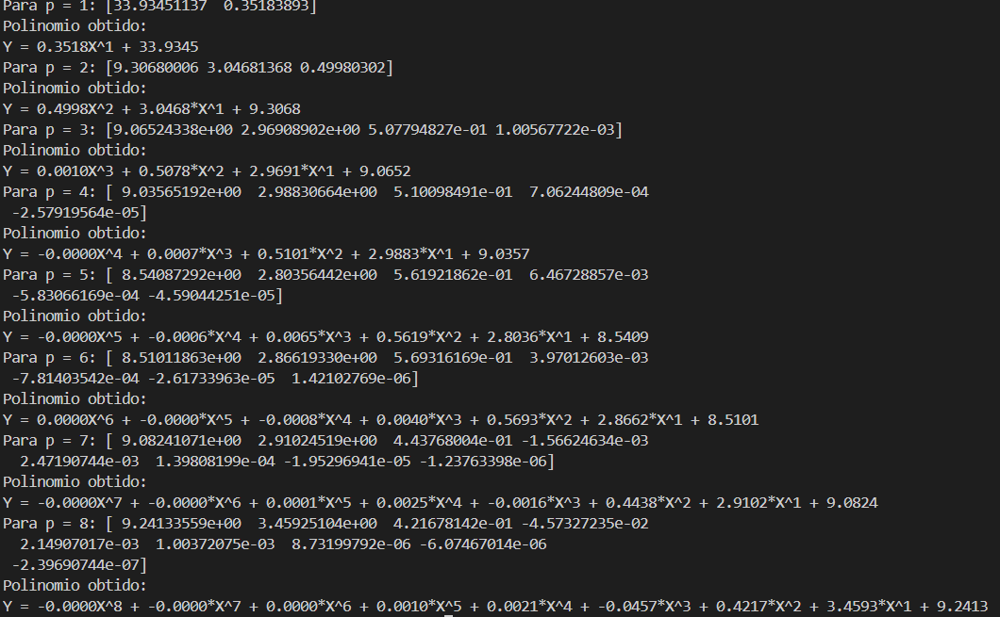 Para p = 1: [33.93451137  0.35183893]
Polinomio obtido:
Y = 0.3518X^1 + 33.9345
Para p = 2: [9.30680006 3.04681368 0.49980302]
Polinomio obtido:
Y = 0.4998X^2 + 3.0468*X^1 + 9.3068
Para p = 3: [9.06524338e+00 2.96908902e+00 5.07794827e-01 1.00567722e-03]
Polinomio obtido:
Y = 0.0010X^3 + 0.5078*X^2 + 2.9691*X^1 + 9.0652
Para p = 4: [ 9.03565192e+00  2.98830664e+00  5.10098491e-01  7.06244809e-04
 -2.57919564e-05]
Polinomio obtido:
Y = -0.0000X^4 + 0.0007*X^3 + 0.5101*X^2 + 2.9883*X^1 + 9.0357
Para p = 5: [ 8.54087292e+00  2.80356442e+00  5.61921862e-01  6.46728857e-03
 -5.83066169e-04 -4.59044251e-05]
Polinomio obtido:
Y = -0.0000X^5 + -0.0006*X^4 + 0.0065*X^3 + 0.5619*X^2 + 2.8036*X^1 + 8.5409
Para p = 6: [ 8.51011863e+00  2.86619330e+00  5.69316169e-01  3.97012603e-03
 -7.81403542e-04 -2.61733963e-05  1.42102769e-06]
Polinomio obtido:
Y = 0.0000X^6 + -0.0000*X^5 + -0.0008*X^4 + 0.0040*X^3 + 0.5693*X^2 + 2.8662*X^1 + 8.5101
Para p = 7: [ 9.08241071e+00  2.91024519e+00  4.43768004e-01 -1.56624634e-03
  2.47190744e-03  1.39808199e-04 -1.95296941e-05 -1.23763398e-06]
Polinomio obtido:
Y = -0.0000X^7 + -0.0000*X^6 + 0.0001*X^5 + 0.0025*X^4 + -0.0016*X^3 + 0.4438*X^2 + 2.9102*X^1 + 9.0824
Para p = 8: [ 9.24133559e+00  3.45925104e+00  4.21678142e-01 -4.57327235e-02
  2.14907017e-03  1.00372075e-03  8.73199792e-06 -6.07467014e-06
 -2.39690744e-07]
Polinomio obtido:
Y = -0.0000X^8 + -0.0000*X^7 + 0.0000*X^6 + 0.0010*X^5 + 0.0021*X^4 + -0.0457*X^3 + 0.4217*X^2 + 3.4593*X^1 + 9.2413